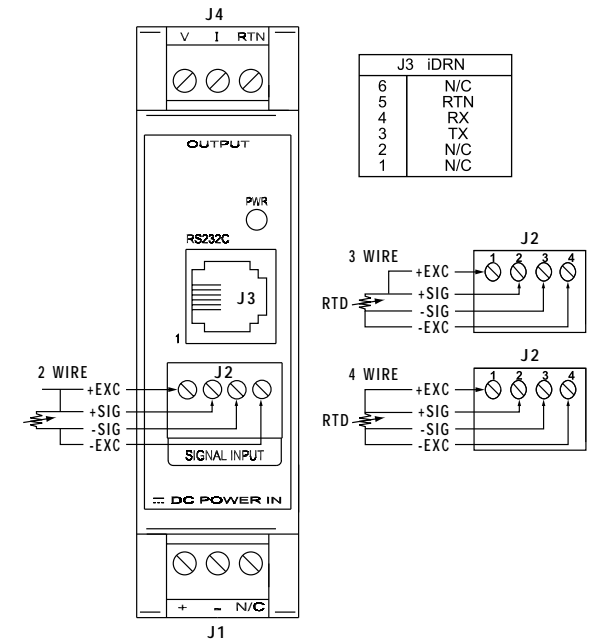 J4
V I RTN
OUTPUT
PWR
RS232C
J3
1
J2
2 WIRE
+EXC
+SIG
-SIG
-EXC
SIGNAL INPUT
DC POWER IN
+ - N/C
J1
J3 iDRN
6 N/C
5 RTN
4 RX
3 TX
2 N/C
1 N/C
J2
3 WIRE
1 2 3 4
+EXC
+SIG
RTD
-SIG
-EXC
J2
4 WIRE
1 2 3 4
+EXC
+SIG
RTD
-SIG
-EXC